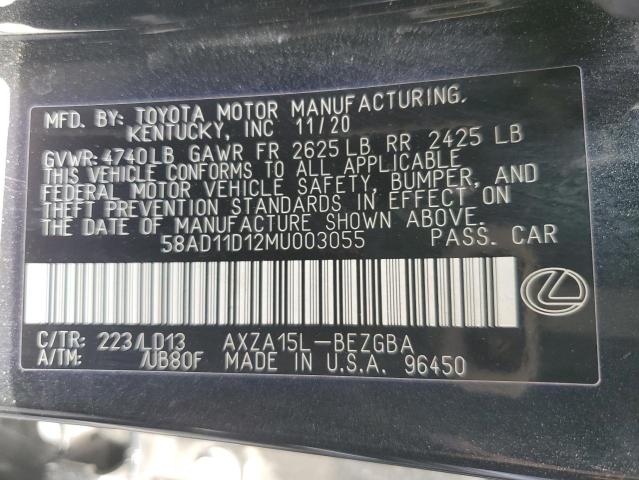 MFD. BY: TOYOTA MOTOR MANUFACTURING,
KENTUCKY, INC 11/20
GVWR: 4740LB GAWR FR 2625LB RR 2425 LB
THIS VEHICLE CONFORMS TO ALL APPLICABLE
FEDERAL MOTOR VEHICLE SAFETY, BUMPER, AND
THEFT PREVENTION STANDARDS IN EFFECT ON
THE DATE OF MANUFACTURE SHOWN ABOVE.
58AD11D12MU003055 PASS. CAR
C/TR: 223/LD13 AXZA15L-BEZGBA
A/TM: /UB80F MADE IN U.S.A. 96450